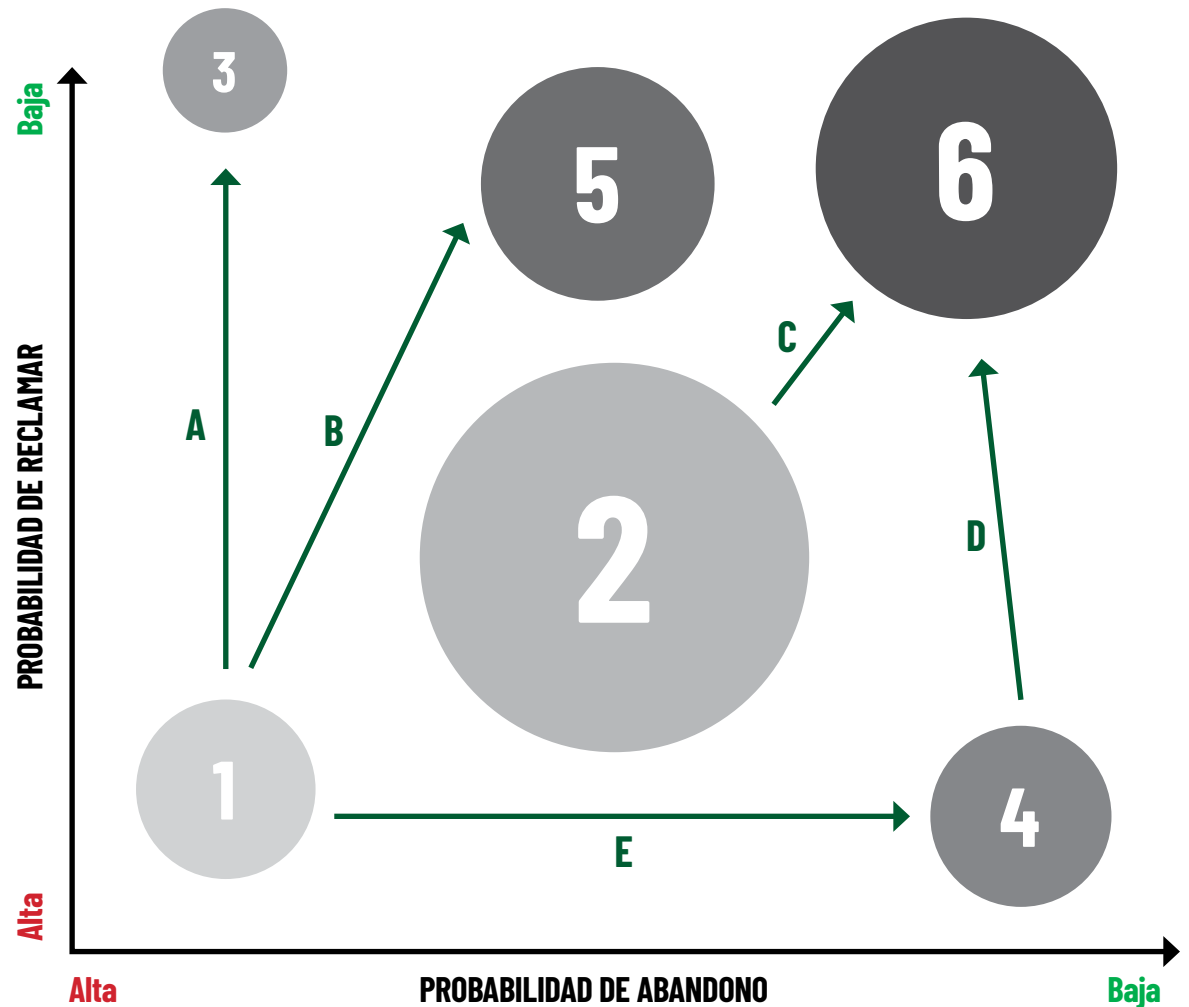 3
Baja
5
6
C
A
B
PROBABILIDAD DE RECLAMAR
2
D
1
4
E
Alta
Alta
PROBABILIDAD DE ABANDONO
Baja